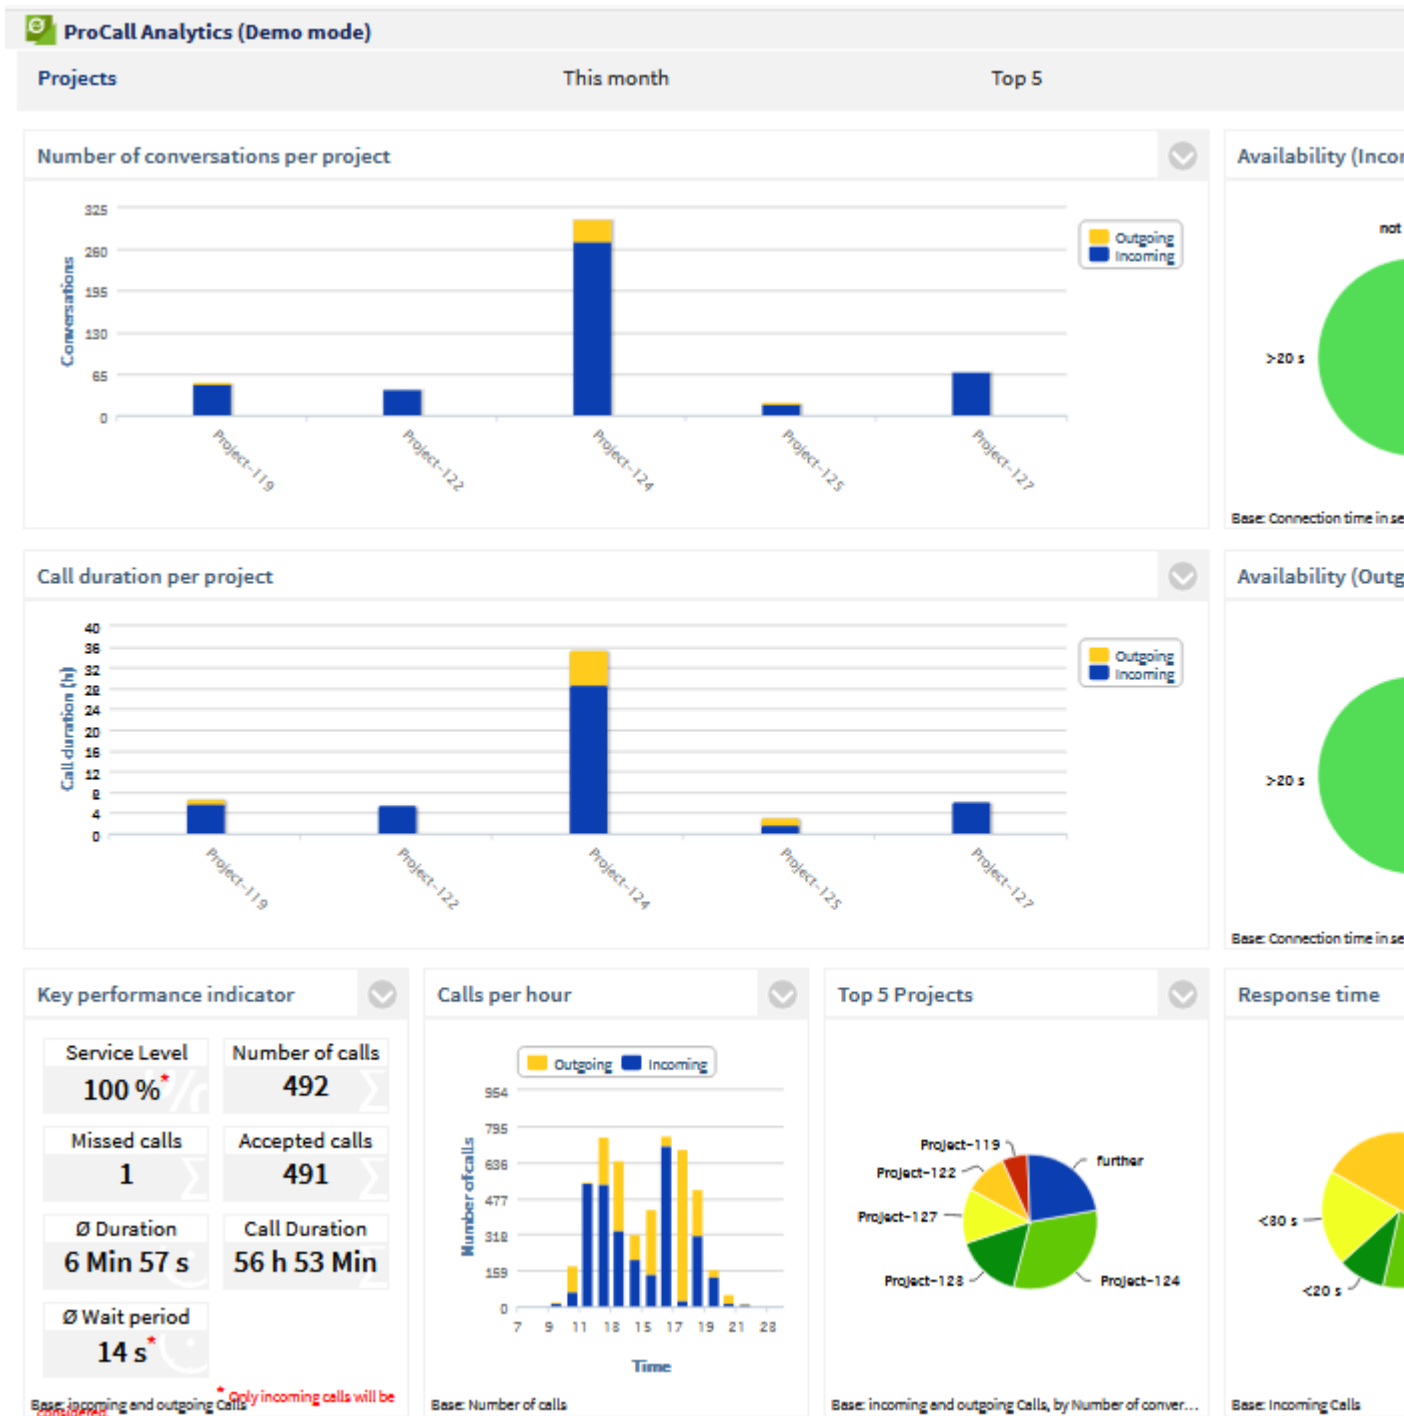 ProCall Analytics (Demo mode)
Projects This month Top 5
Number of conversations per project
Conversations
325
260
195
130
65
0
Outgoing
Incoming
Project-119
Project-122
Project-124
Project-125
Project-127
Availability (Incor
not
>20 s
Base: Connection time in se
Call duration per project
Call duration (h)
40
36
32
28
24
20
16
12
8
4
0
Outgoing
Incoming
Project-119
Project-122
Project-124
Project-125
Project-127
Availability (Outg
>20 s
Base: Connection time in se
Key performance indicator
Service Level
100 %*
Number of calls
492
Missed calls
1
Accepted calls
491
Ø Duration
6 Min 57 s
Call Duration
56 h 53 Min
Ø Wait period
14 s*
* Only incoming calls will be
considered.
Base: incoming and outgoing Calls
Calls per hour
Outgoing Incoming
Number of calls
954
795
636
477
318
159
0
7 9 11 13 15 17 19 21 23
Time
Base: Number of calls
Top 5 Projects
Project-119
further
Project-122
Project-127
Project-123
Project-124
Base: incoming and outgoing Calls, by Number of conver...
Response time
<30 s
<20 s
Base: Incoming Calls